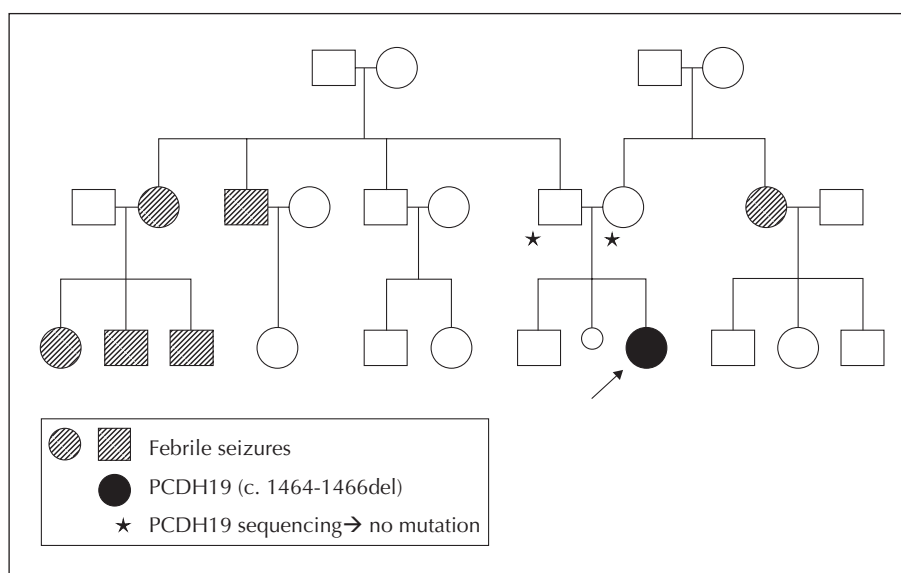 Febrile seizures
PCDH19 (c. 1464-1466del)
★ PCDH19 sequencing→ no mutation